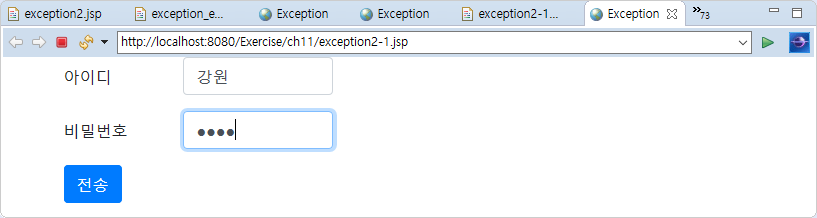 exception2.jsp exception_e... Exception Exception exception2-1... Exception »73
http://localhost:8080/Exercise/ch11/exception2-1.jsp
아이디 강원
비밀번호 ●●●●
전송